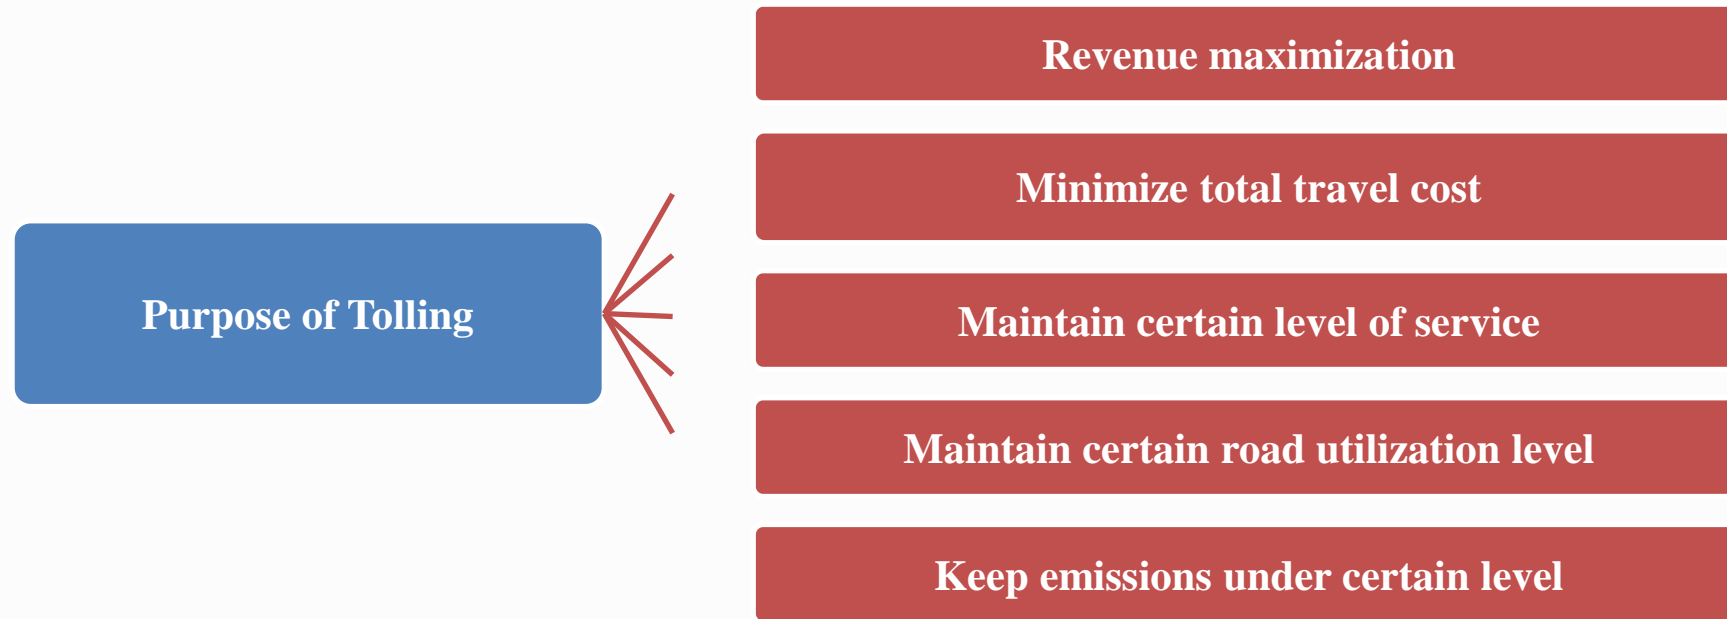 Revenue maximization
Minimize total travel cost
Purpose of Tolling
Maintain certain level of service
Maintain certain road utilization level
Keep emissions under certain level